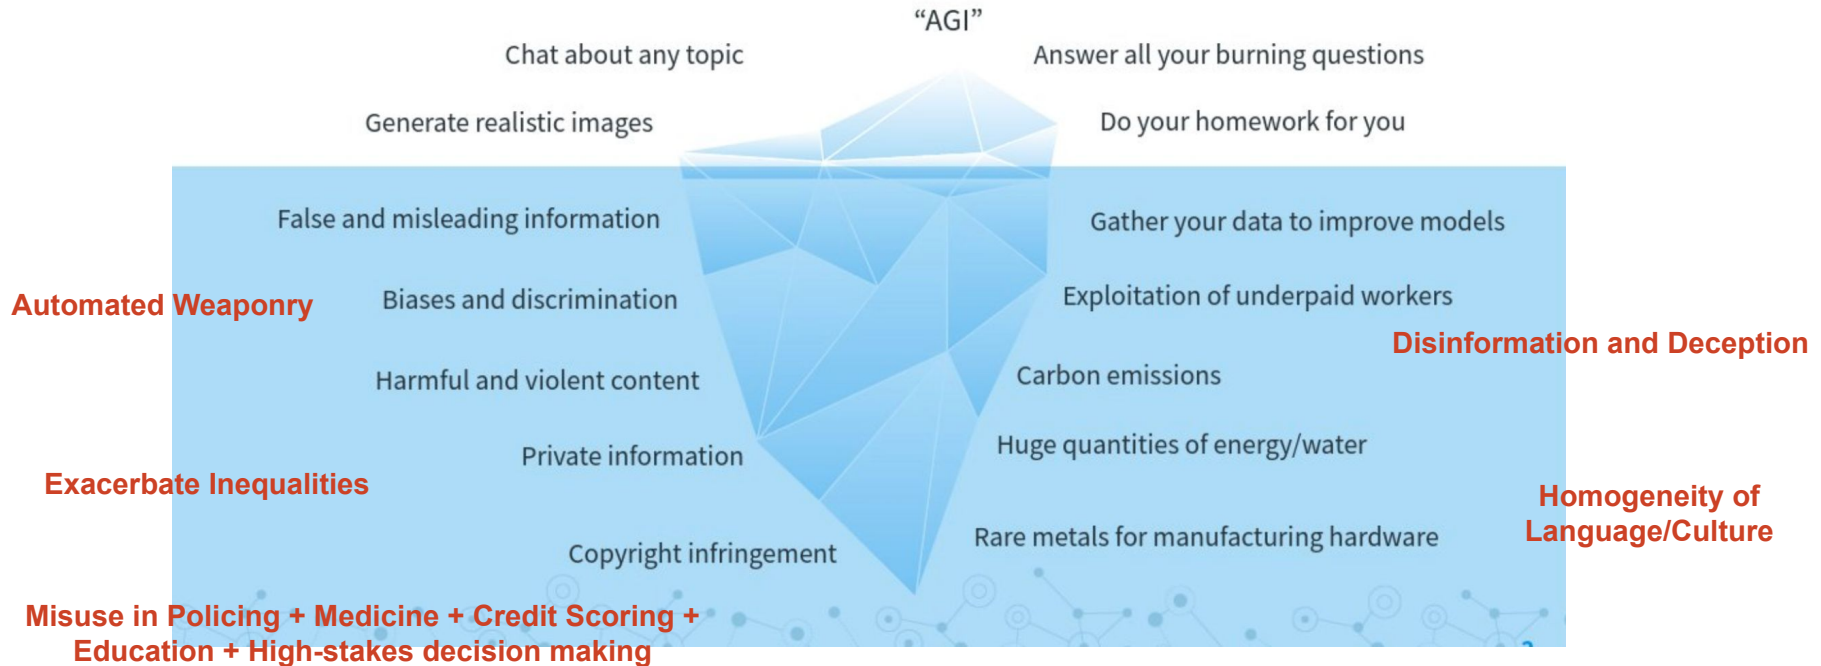 “AGI”
Chat about any topic
Answer all your burning questions
Generate realistic images
Do your homework for you
False and misleading information
Gather your data to improve models
Automated Weaponry
Biases and discrimination
Exploitation of underpaid workers
Disinformation and Deception
Harmful and violent content
Carbon emissions
Private information
Huge quantities of energy/water
Exacerbate Inequalities
Homogeneity of
Language/Culture
Copyright infringement
Rare metals for manufacturing hardware
Misuse in Policing + Medicine + Credit Scoring +
Education + High-stakes decision making